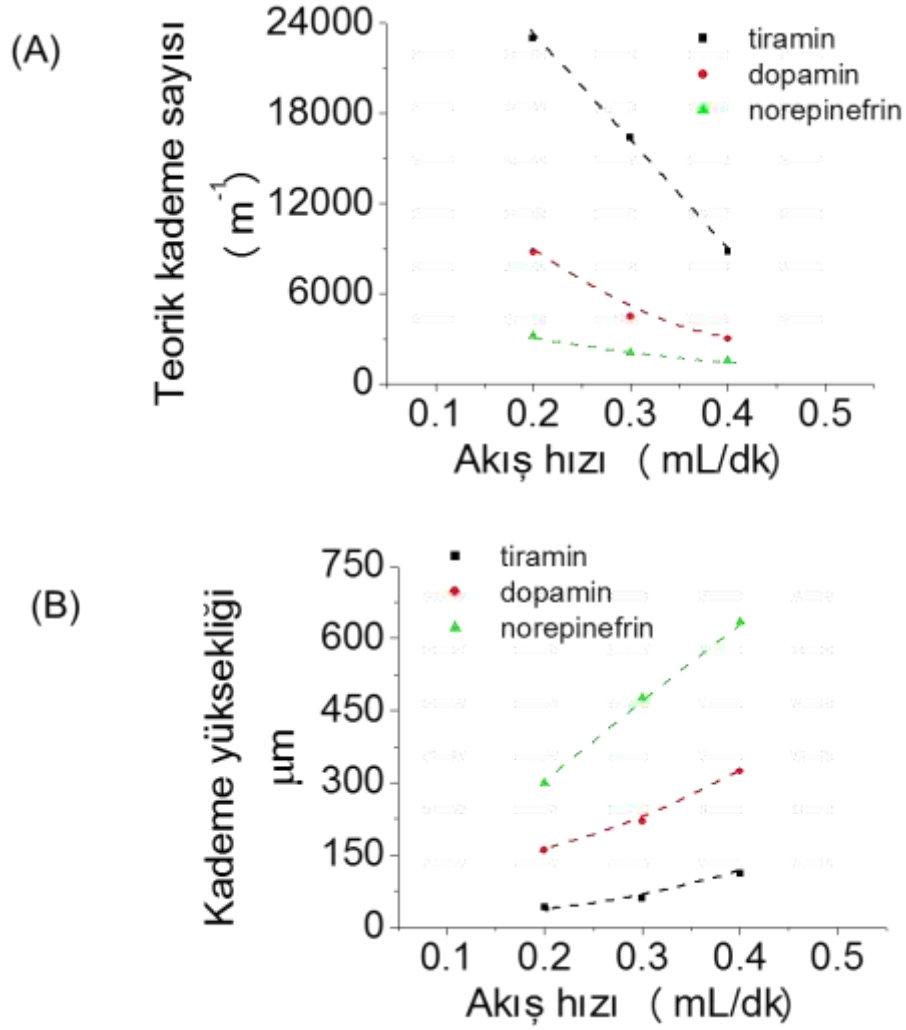 (A)
Teorik kademe sayısı
( m⁻¹)
24000
18000
12000
6000
0
tiramin
dopamin
norepinefrin
0.1 0.2 0.3 0.4 0.5
Akış hızı ( mL/dk)
(B)
Kademe yüksekliği
µm
750
600
450
300
150
0
tiramin
dopamin
norepinefrin
0.1 0.2 0.3 0.4 0.5
Akış hızı ( mL/dk)